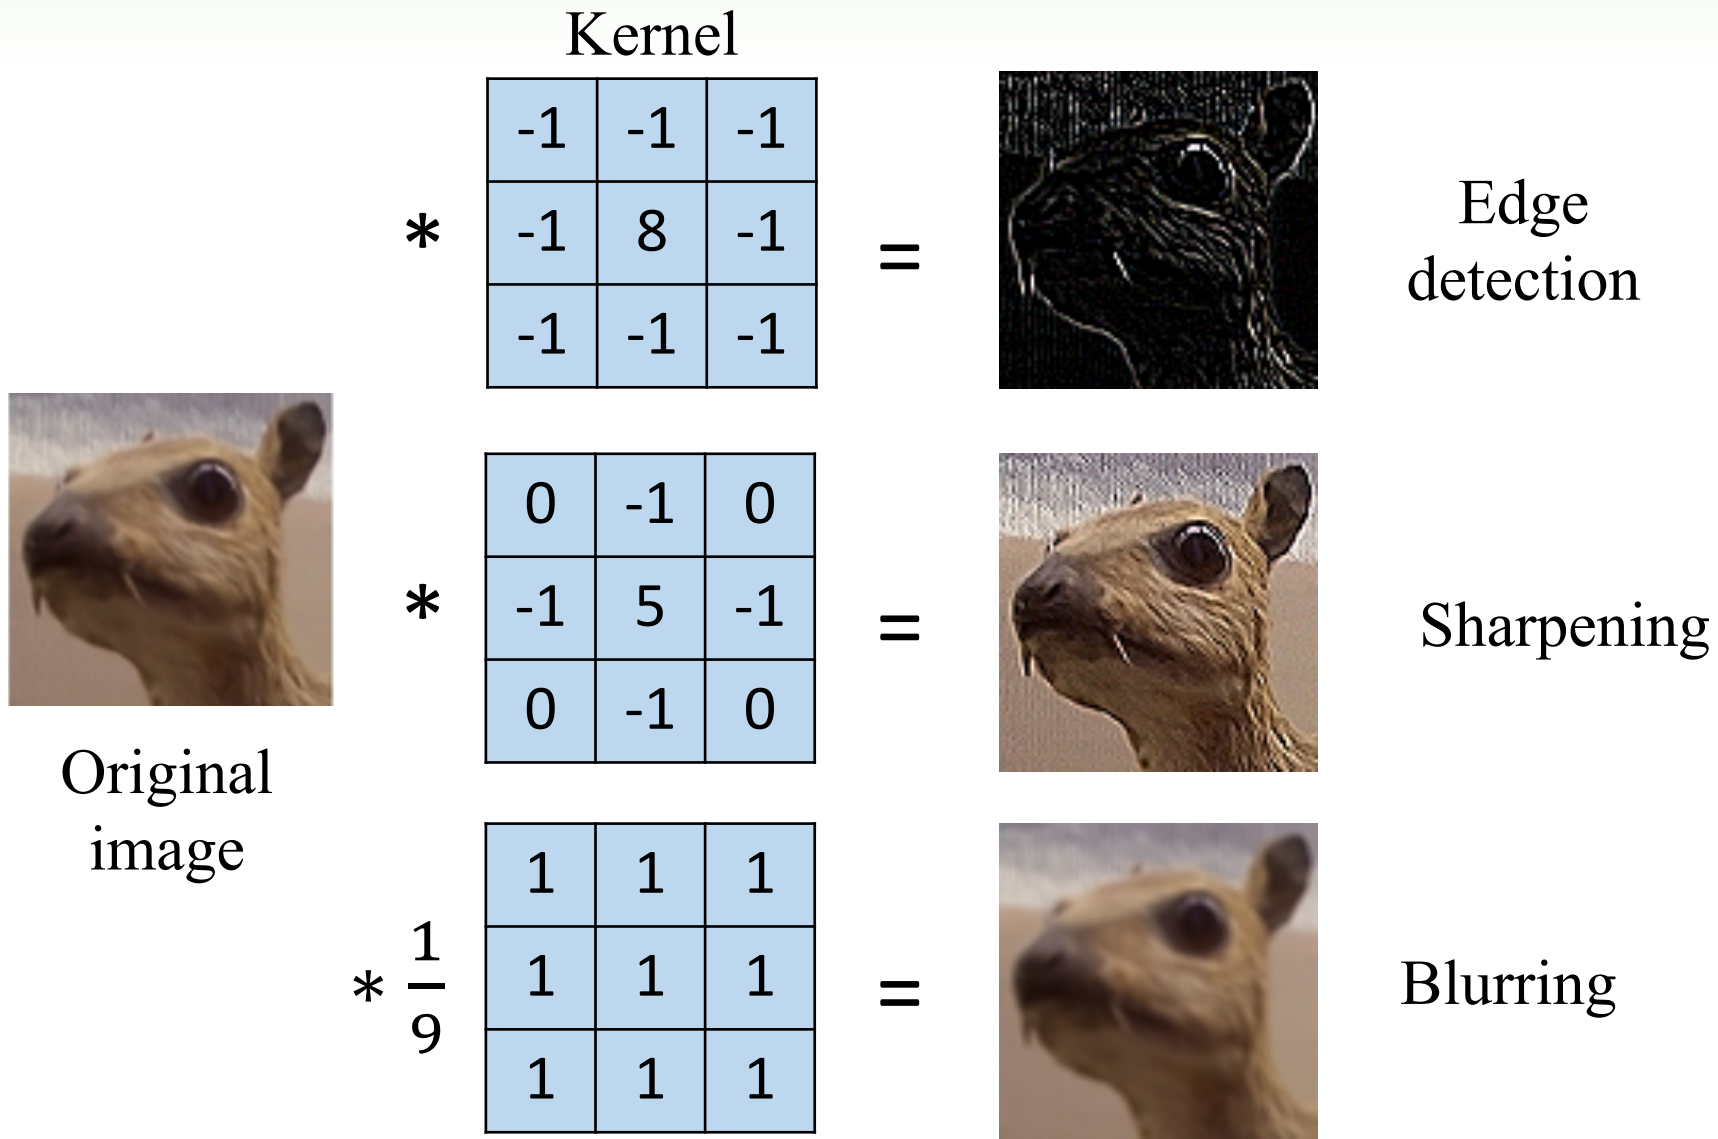 Kernel
-1 -1 -1
* -1 8 -1 =
-1 -1 -1
Edge
detection
0 -1 0
* -1 5 -1 =
0 -1 0
Sharpening
Original
image
1 1 1
* 1/9 1 1 1 =
1 1 1
Blurring